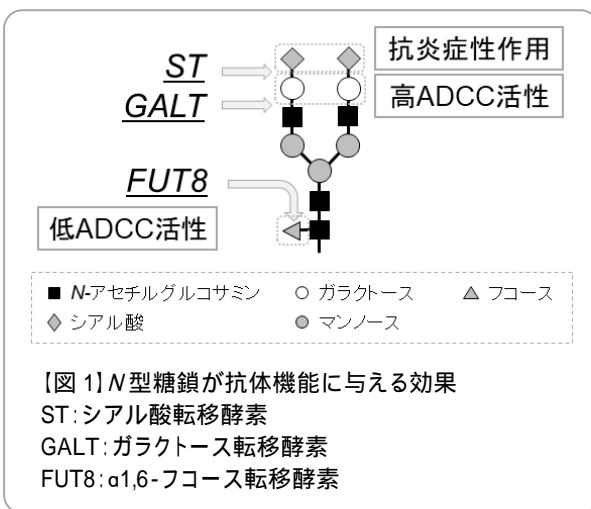 ST
抗炎症性作用
GALT
高ADCC活性
FUT8
低ADCC活性
■ N-アセチルグルコサミン ○ ガラクトース △ フコース
◇ シアル酸 ● マンノース
【図 1】N 型糖鎖が抗体機能に与える効果
ST:シアル酸転移酵素
GALT:ガラクトース転移酵素
FUT8:α1,6-フコース転移酵素